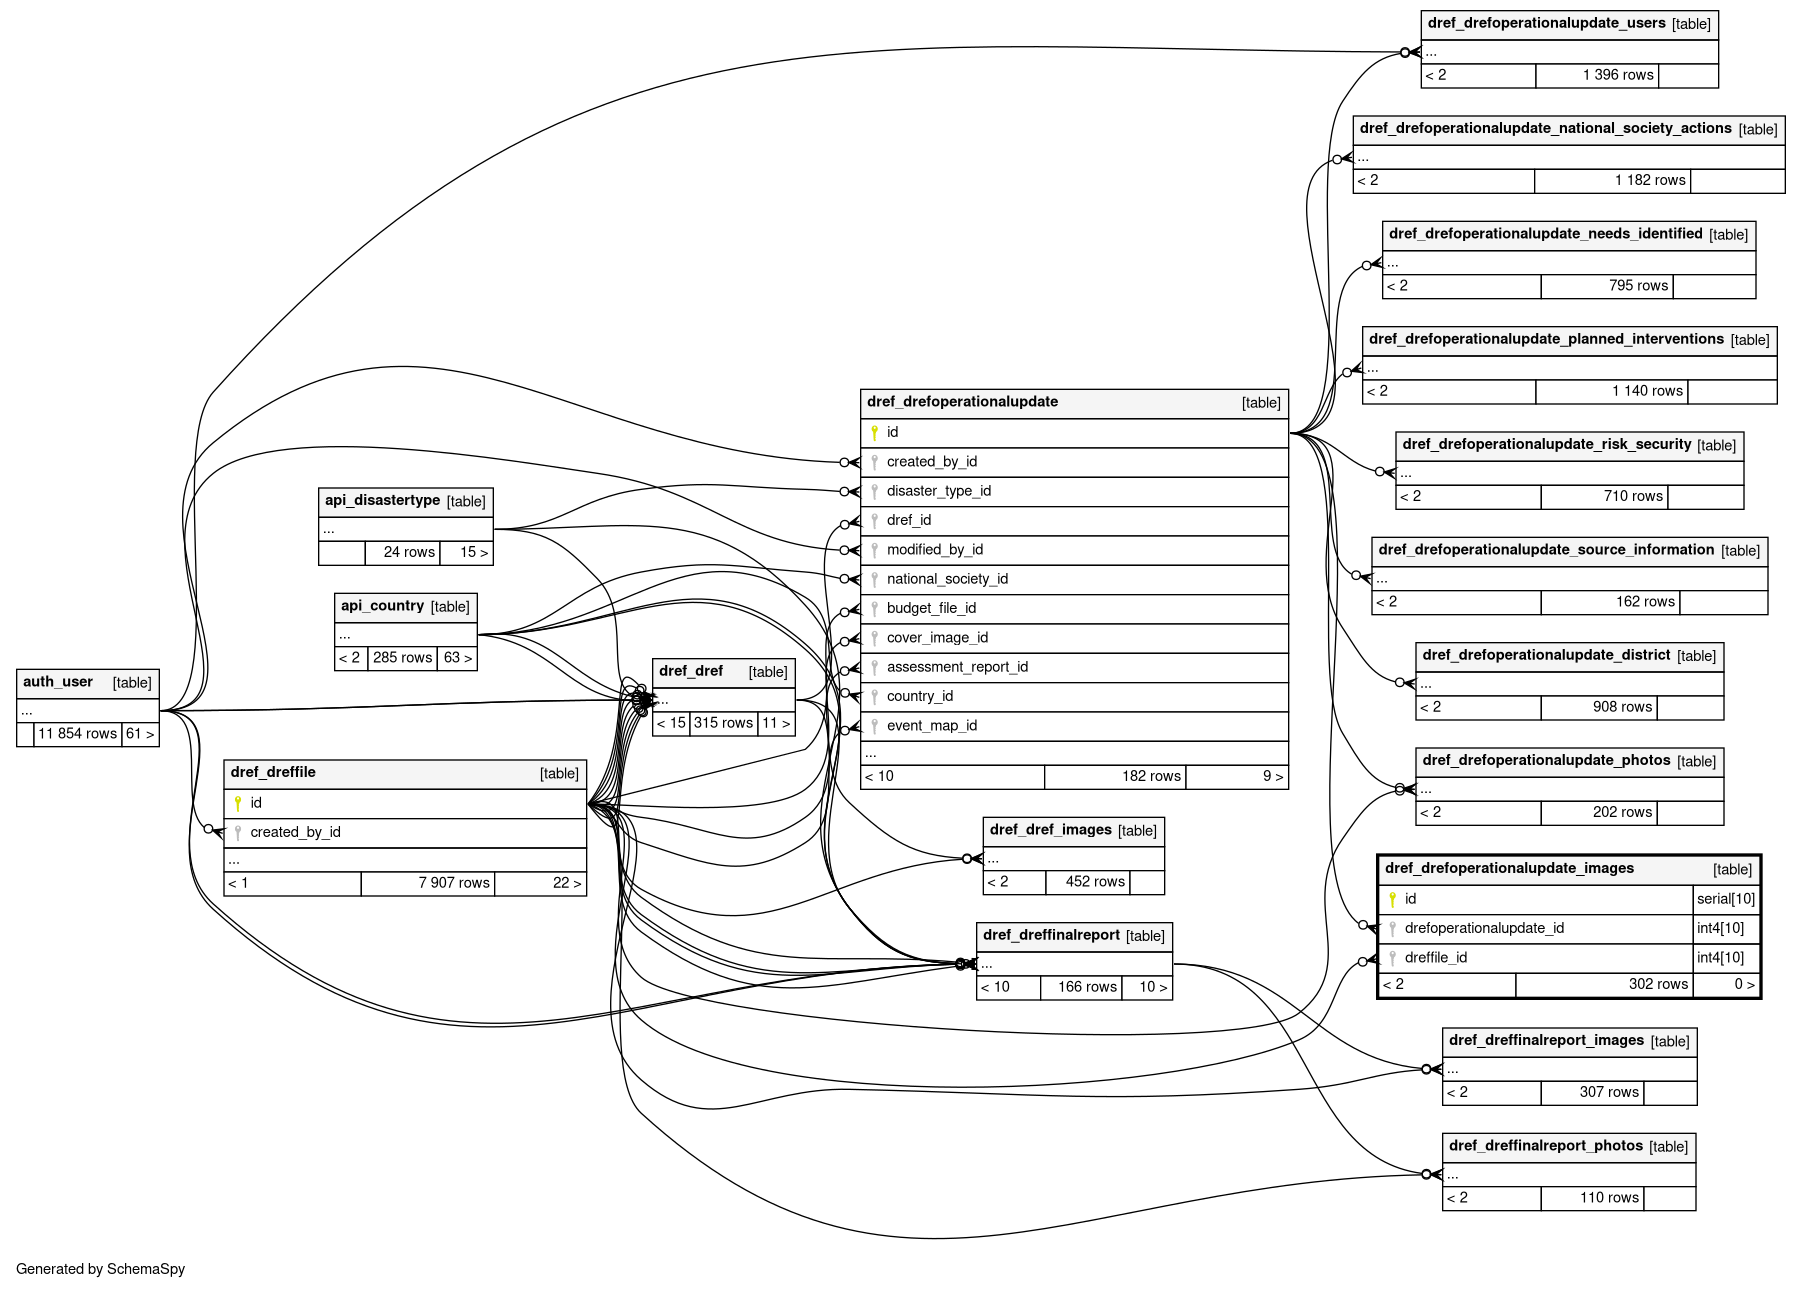 dref_drefoperationalupdate_users [table]
...
< 2 1 396 rows
dref_drefoperationalupdate_national_society_actions [table]
...
< 2 1 182 rows
dref_drefoperationalupdate_needs_identified [table]
...
< 2 795 rows
dref_drefoperationalupdate_planned_interventions [table]
...
< 2 1 140 rows
dref_drefoperationalupdate [table]
id
created_by_id
disaster_type_id
dref_id
modified_by_id
national_society_id
budget_file_id
cover_image_id
assessment_report_id
country_id
event_map_id
...
< 10 182 rows 9 >
dref_drefoperationalupdate_risk_security [table]
...
< 2 710 rows
api_disastertype [table]
...
24 rows 15 >
dref_drefoperationalupdate_source_information [table]
...
< 2 162 rows
api_country [table]
...
< 2 285 rows 63 >
dref_drefoperationalupdate_district [table]
...
< 2 908 rows
dref_dref [table]
...
< 15 315 rows 11 >
auth_user [table]
...
11 854 rows 61 >
dref_drefoperationalupdate_photos [table]
...
< 2 202 rows
dref_dreffile [table]
id
created_by_id
...
< 1 7 907 rows 22 >
dref_dref_images [table]
...
< 2 452 rows
dref_drefoperationalupdate_images [table]
id serial[10]
drefoperationalupdate_id int4[10]
dreffile_id int4[10]
< 2 302 rows 0 >
dref_dreffinalreport [table]
...
< 10 166 rows 10 >
dref_dreffinalreport_images [table]
...
< 2 307 rows
dref_dreffinalreport_photos [table]
...
< 2 110 rows
Generated by SchemaSpy